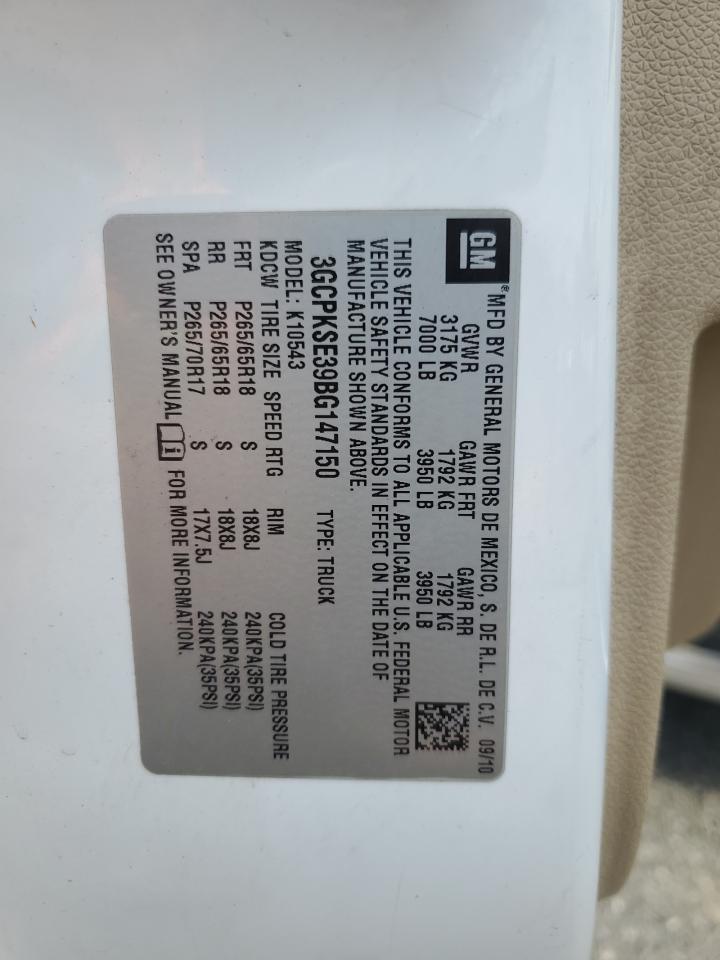 GM
® MFD BY GENERAL MOTORS DE MEXICO, S. DE R.L. DE C.V. 09/10
GVWR GAWR FRT GAWR RR
3175 KG 1792 KG 1792 KG
7000 LB 3950 LB 3950 LB
THIS VEHICLE CONFORMS TO ALL APPLICABLE U.S. FEDERAL MOTOR
VEHICLE SAFETY STANDARDS IN EFFECT ON THE DATE OF
MANUFACTURE SHOWN ABOVE.
3GCPKSE39BG147150 TYPE: TRUCK
MODEL: K10543
KDCW TIRE SIZE SPEED RTG RIM COLD TIRE PRESSURE
FRT P265/65R18 S 18X8J 240KPA(35PSI)
RR P265/65R18 S 18X8J 240KPA(35PSI)
SPA P265/70R17 S 17X7.5J 240KPA(35PSI)
SEE OWNER'S MANUAL i FOR MORE INFORMATION.